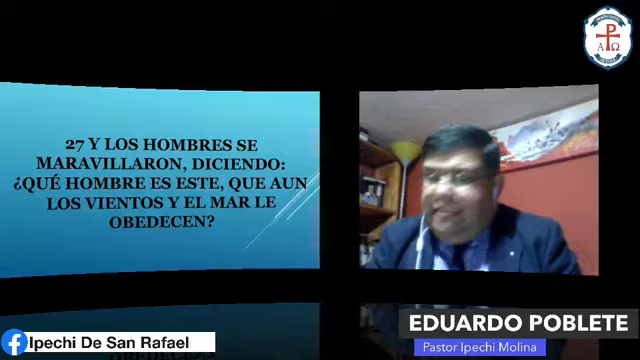 27 Y LOS HOMBRES SE
MARAVILLARON, DICIENDO:
¿QUÉ HOMBRE ES ESTE, QUE AUN
LOS VIENTOS Y EL MAR LE
OBEDECEN?
EDUARDO POBLETE
Pastor Ipechi Molina
Ipechi De San Rafael